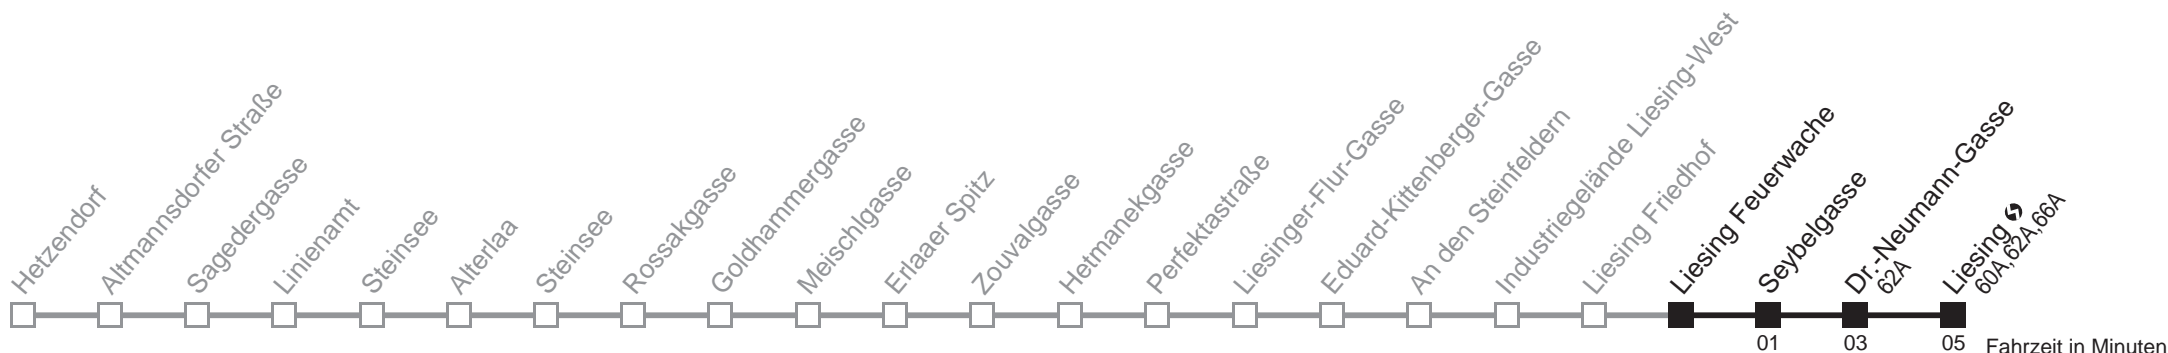 Hetzendorf
Altmannsdorfer Straße
Sagedergasse
Linienamt
Steinsee
Alterlaa
Steinsee
Rossakgasse
Goldhammergasse
Meischlgasse
Erlaaer Spitz
Zouvalgasse
Hetmanekgasse
Perfektastraße
Liesinger-Flur-Gasse
Eduard-Kittenberger-Gasse
An den Steinfeldern
Industriegelände Liesing-West
Liesing Friedhof
Liesing Feuerwache
Seybelgasse
Dr.-Neumann-Gasse
62A
Liesing
60A,62A,66A
01
03
05
Fahrzeit in Minuten